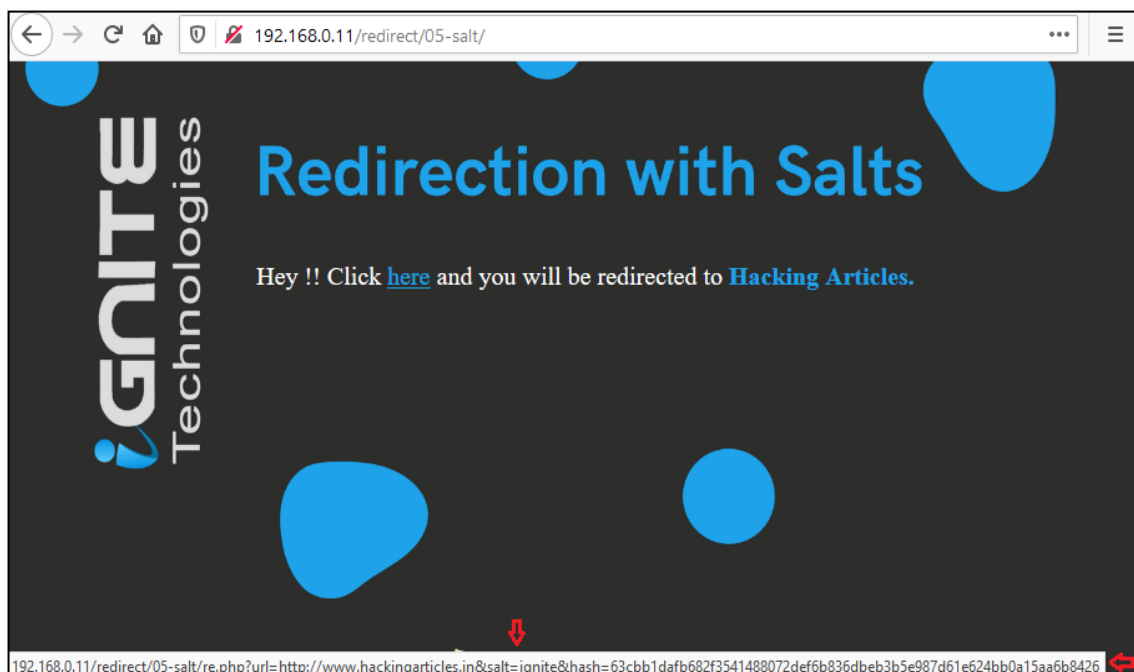 192.168.0.11/redirect/05-salt/
iGNITE
Technologies
Redirection with Salts
Hey !! Click here and you will be redirected to Hacking Articles.
192.168.0.11/redirect/05-salt/re.php?url=http://www.hackingarticles.in&salt=ignite&hash=63cbb1dafb682f3541488072def6b836dbeb3b5e987d61e624bb0a15aa6b8426